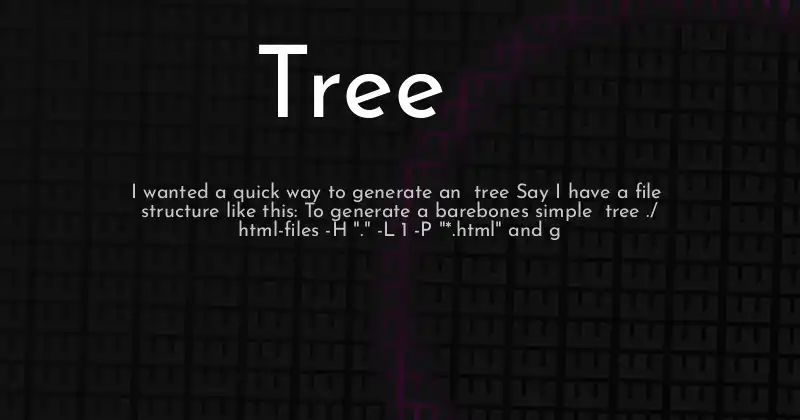 Tree
I wanted a quick way to generate an  tree Say I have a file
structure like this: To generate a barebones simple  tree ./
html-files -H "." -L 1 -P "*.html" and g